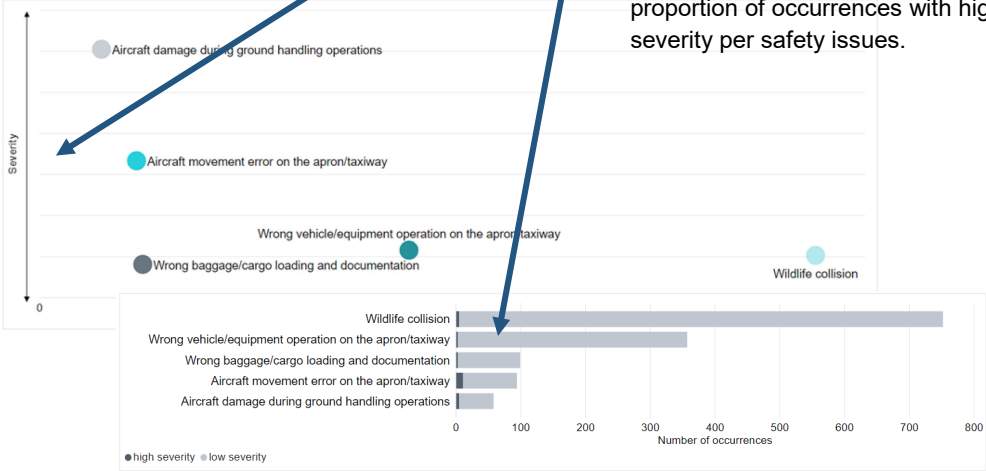 proportion of occurrences with
severity per safety issues.
Aircraft damage during ground handling operations
Severity
Aircraft movement error on the apron/taxiway
Wrong vehicle/equipment operation on the apron/taxiway
Wrong baggage/cargo loading and documentation
Wildlife collision
0
Wildlife collision
Wrong vehicle/equipment operation on the apron/taxiway
Wrong baggage/cargo loading and documentation
Aircraft movement error on the apron/taxiway
Aircraft damage during ground handling operations
0 100 200 300 400 500 600 700 800
Number of occurrences
high severity low severity